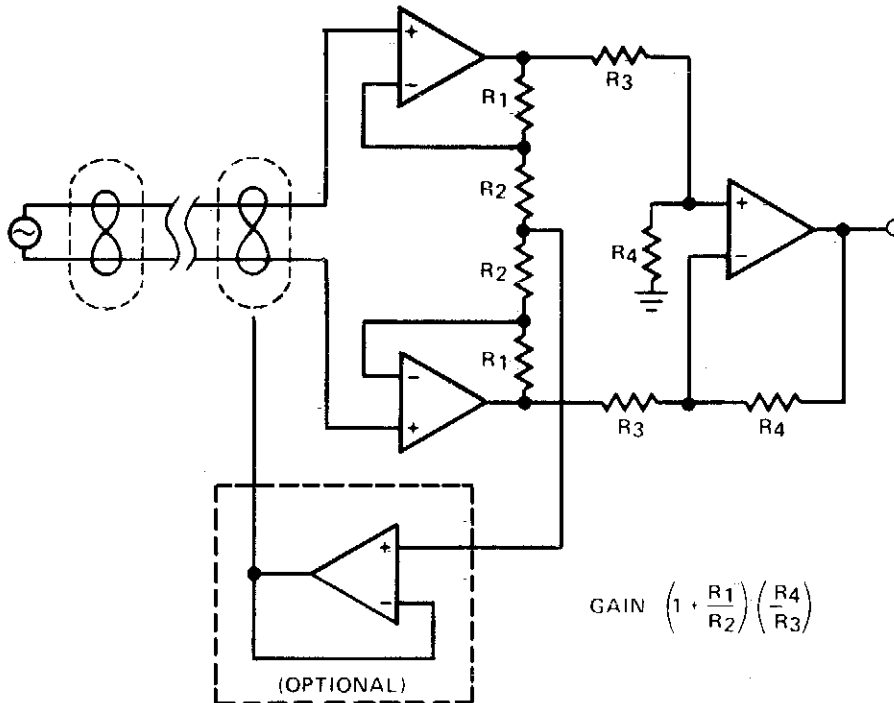 +
−
R1
R3
R2
R4
+
−
R2
−
+
R1
R3
R4
+
−
GAIN (1 + R1/R2) (R4/R3)
(OPTIONAL)